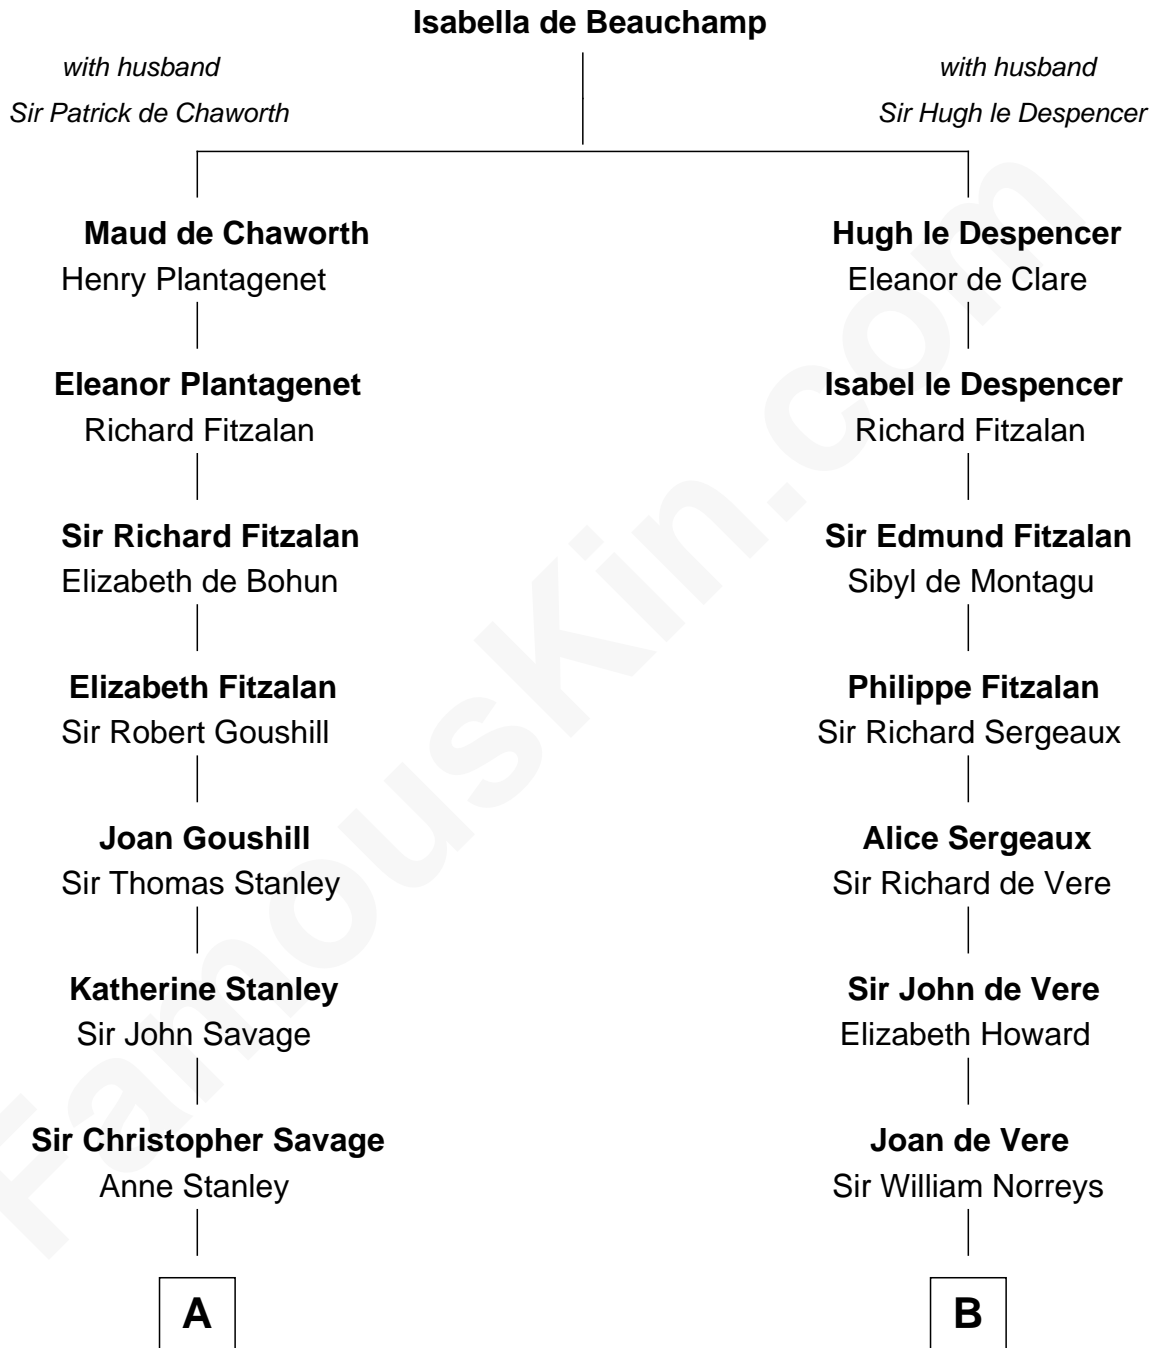 Isabella de Beauchamp
with husband
Sir Patrick de Chaworth
with husband
Sir Hugh le Despencer
Maud de Chaworth
Henry Plantagenet
Hugh le Despencer
Eleanor de Clare
Eleanor Plantagenet
Richard Fitzalan
Isabel le Despencer
Richard Fitzalan
Sir Richard Fitzalan
Elizabeth de Bohun
Sir Edmund Fitzalan
Sibyl de Montagu
Elizabeth Fitzalan
Sir Robert Goushill
Philippe Fitzalan
Sir Richard Sergeaux
Joan Goushill
Sir Thomas Stanley
Alice Sergeaux
Sir Richard de Vere
Katherine Stanley
Sir John Savage
Sir John de Vere
Elizabeth Howard
Sir Christopher Savage
Anne Stanley
Joan de Vere
Sir William Norreys
A
B
FamousKin.com